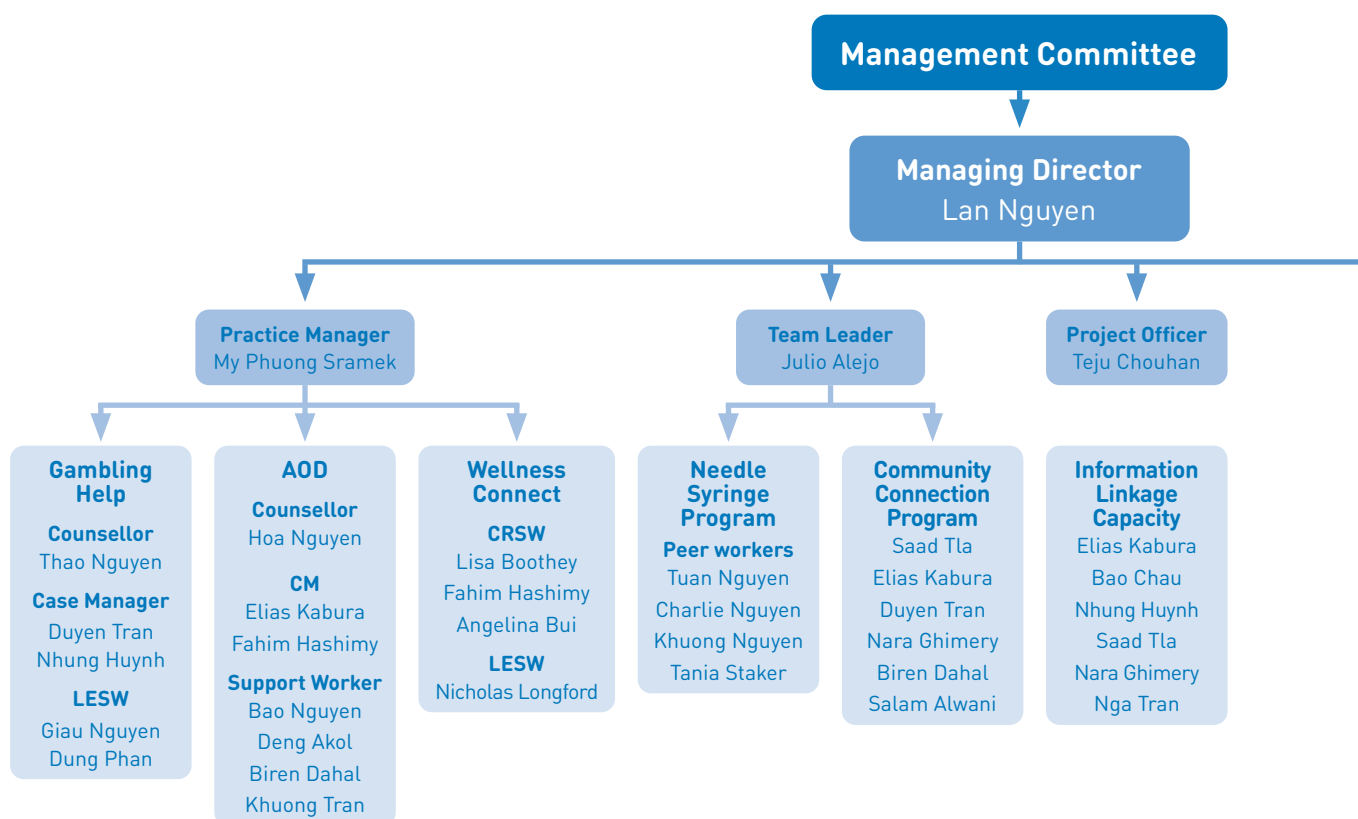 Management Committee
Managing Director
Lan Nguyen
Practice Manager
My Phuong Sramek
Team Leader
Julio Alejo
Project Officer
Teju Chouhan
Gambling
Help
Counsellor
Thao Nguyen
Case Manager
Duyen Tran
Nhung Huynh
LESW
Giau Nguyen
Dung Phan
AOD
Counsellor
Hoa Nguyen
CM
Elias Kabura
Fahim Hashimy
Support Worker
Bao Nguyen
Deng Akol
Biren Dahal
Khuong Tran
Wellness
Connect
CRSW
Lisa Boothey
Fahim Hashimy
Angelina Bui
LESW
Nicholas Longford
Needle
Syringe
Program
Peer workers
Tuan Nguyen
Charlie Nguyen
Khuong Nguyen
Tania Staker
Community
Connection
Program
Saad Tla
Elias Kabura
Duyen Tran
Nara Ghimery
Biren Dahal
Salam Alwani
Information
Linkage
Capacity
Elias Kabura
Bao Chau
Nhung Huynh
Saad Tla
Nara Ghimery
Nga Tran